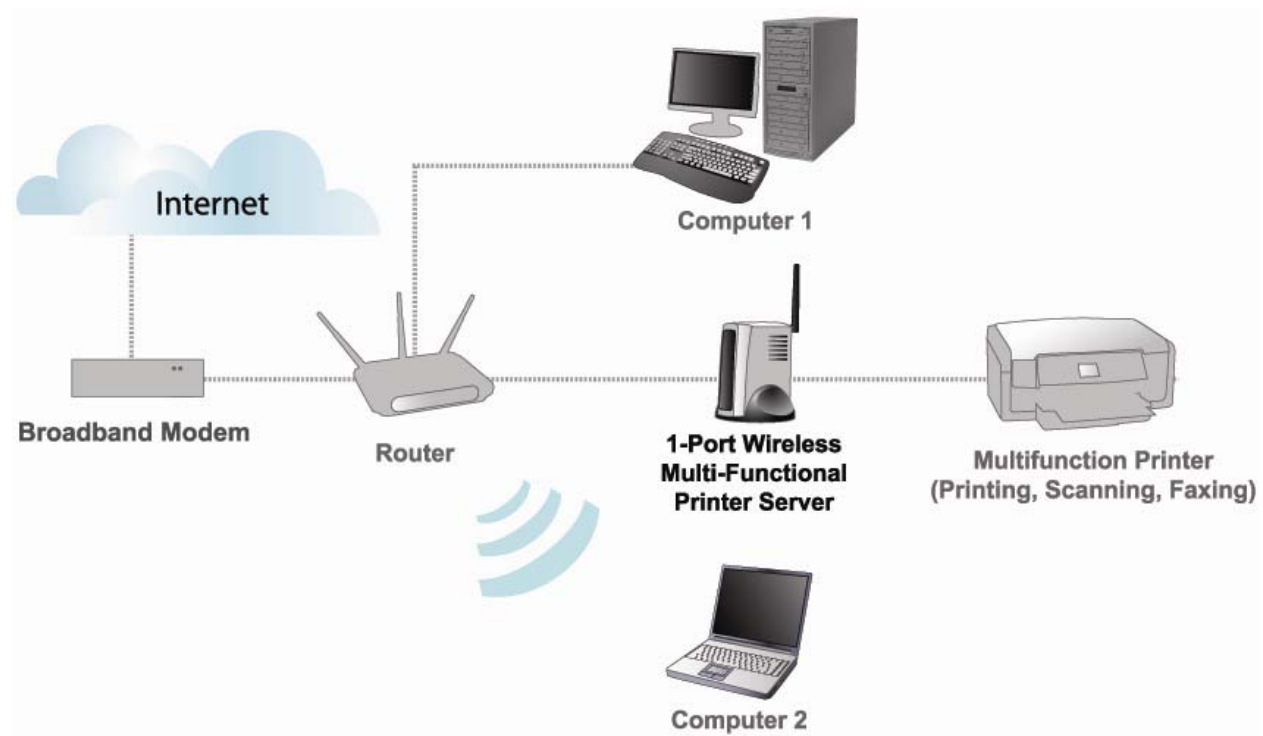 Internet
Computer 1
Broadband Modem
Router
1-Port Wireless
Multi-Functional
Printer Server
Multifunction Printer
(Printing, Scanning, Faxing)
Computer 2